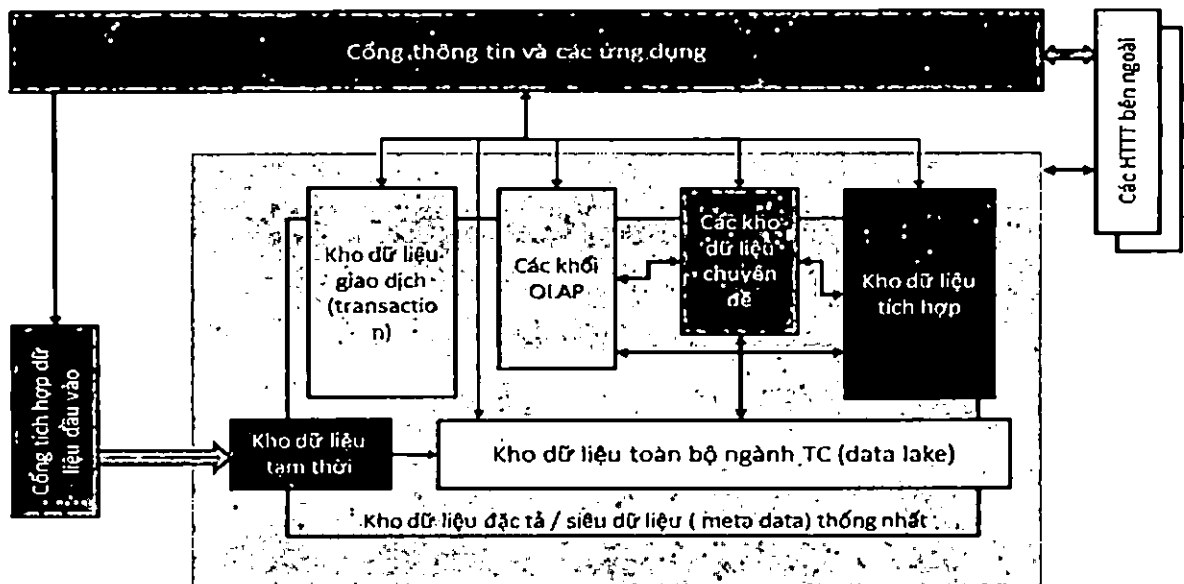 Cổng thông tin và các ứng dụng
Các HTTT bên ngoài
Kho dữ liệu
giao dịch
(transactio
n)
Các khối
OLAP
Các kho
dữ liệu
chuyên
đề
Kho dữ liệu
tích hợp
Cổng tích hợp dữ
liệu đầu vào
Kho dữ liệu
tạm thời
Kho dữ liệu toàn bộ ngành TC (data lake)
Kho dữ liệu đặc tả / siêu dữ liệu ( meta data) thống nhất